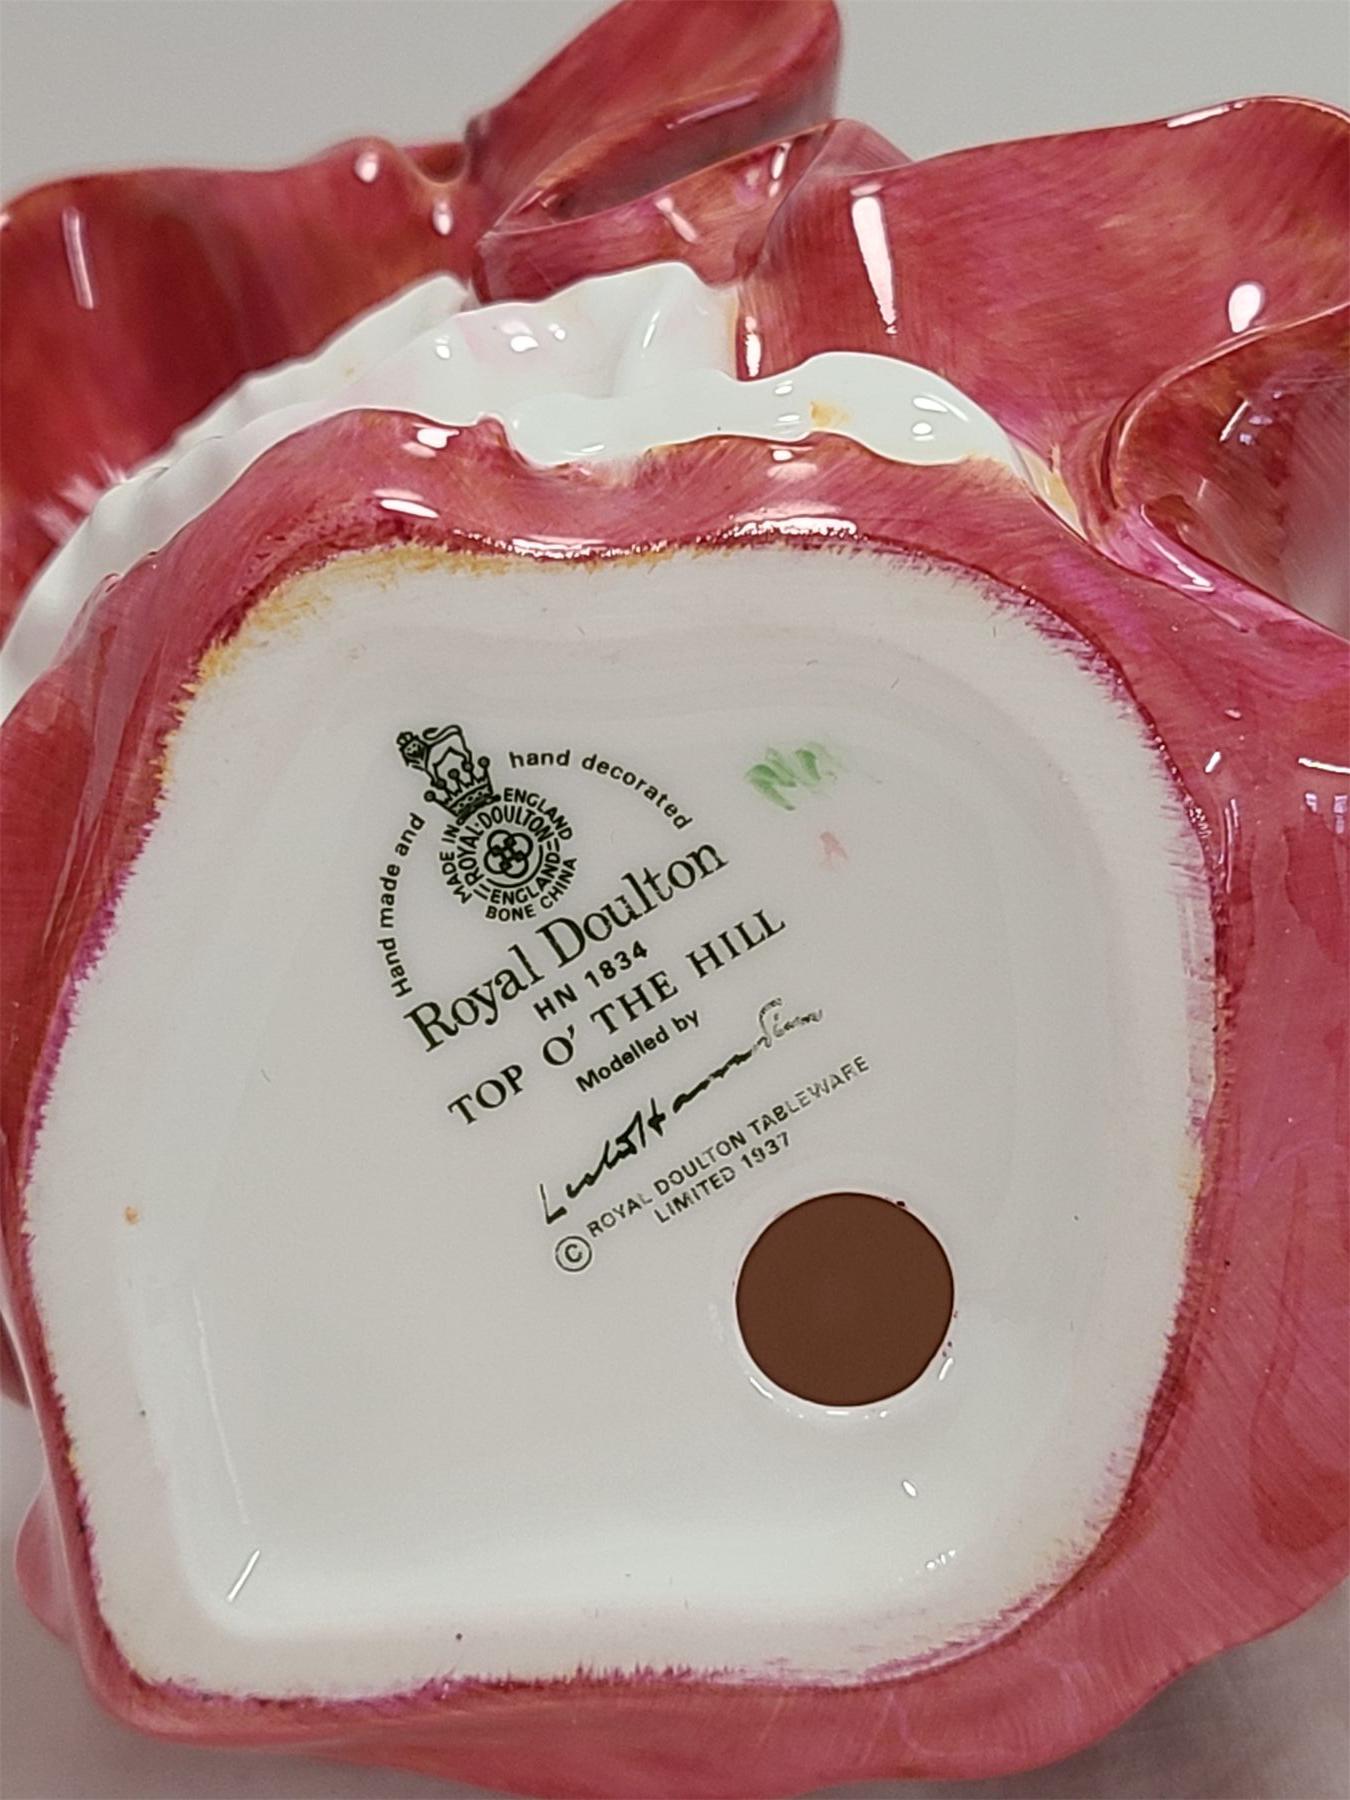 Hand made and hand decorated
MADE IN ENGLAND
ROYAL·DOULTON
ENGLAND
BONE CHINA
Royal Doulton
HN 1834
TOP O' THE HILL
Modelled by
© ROYAL DOULTON TABLEWARE
LIMITED 1937